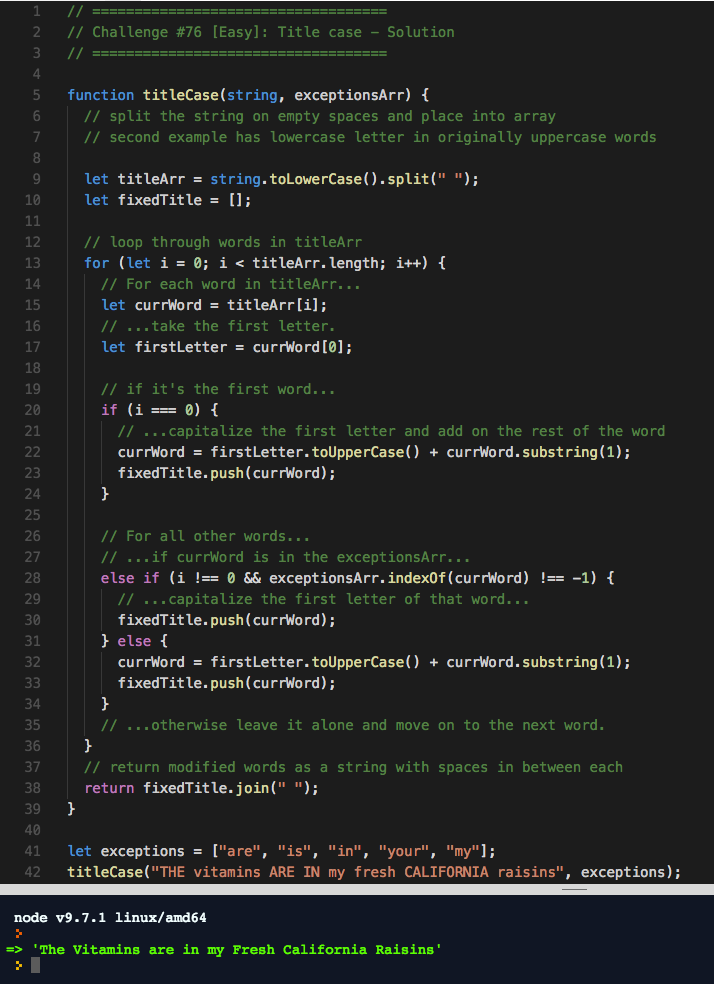 1 // ===================================
2 // Challenge #76 [Easy]: Title case – Solution
3 // ===================================
4
5 function titleCase(string, exceptionsArr) {
6 // split the string on empty spaces and place into array
7 // second example has lowercase letter in originally uppercase words
8
9 let titleArr = string.toLowerCase().split(" ");
10 let fixedTitle = [];
11
12 // loop through words in titleArr
13 for (let i = 0; i < titleArr.length; i++) {
14 // For each word in titleArr...
15 let currWord = titleArr[i];
16 // ...take the first letter.
17 let firstLetter = currWord[0];
18
19 // if it's the first word...
20 if (i === 0) {
21 // ...capitalize the first letter and add on the rest of the word
22 currWord = firstLetter.toUpperCase() + currWord.substring(1);
23 fixedTitle.push(currWord);
24 }
25
26 // For all other words...
27 // ...if currWord is in the exceptionsArr...
28 else if (i !== 0 && exceptionsArr.indexOf(currWord) !== -1) {
29 // ...capitalize the first letter of that word...
30 fixedTitle.push(currWord);
31 } else {
32 currWord = firstLetter.toUpperCase() + currWord.substring(1);
33 fixedTitle.push(currWord);
34 }
35 // ...otherwise leave it alone and move on to the next word.
36 }
37 // return modified words as a string with spaces in between each
38 return fixedTitle.join(" ");
39 }
40
41 let exceptions = ["are", "is", "in", "your", "my"];
42 titleCase("THE vitamins ARE IN my fresh CALIFORNIA raisins", exceptions);
node v9.7.1 linux/amd64
>
=> 'The Vitamins are in my Fresh California Raisins'
>